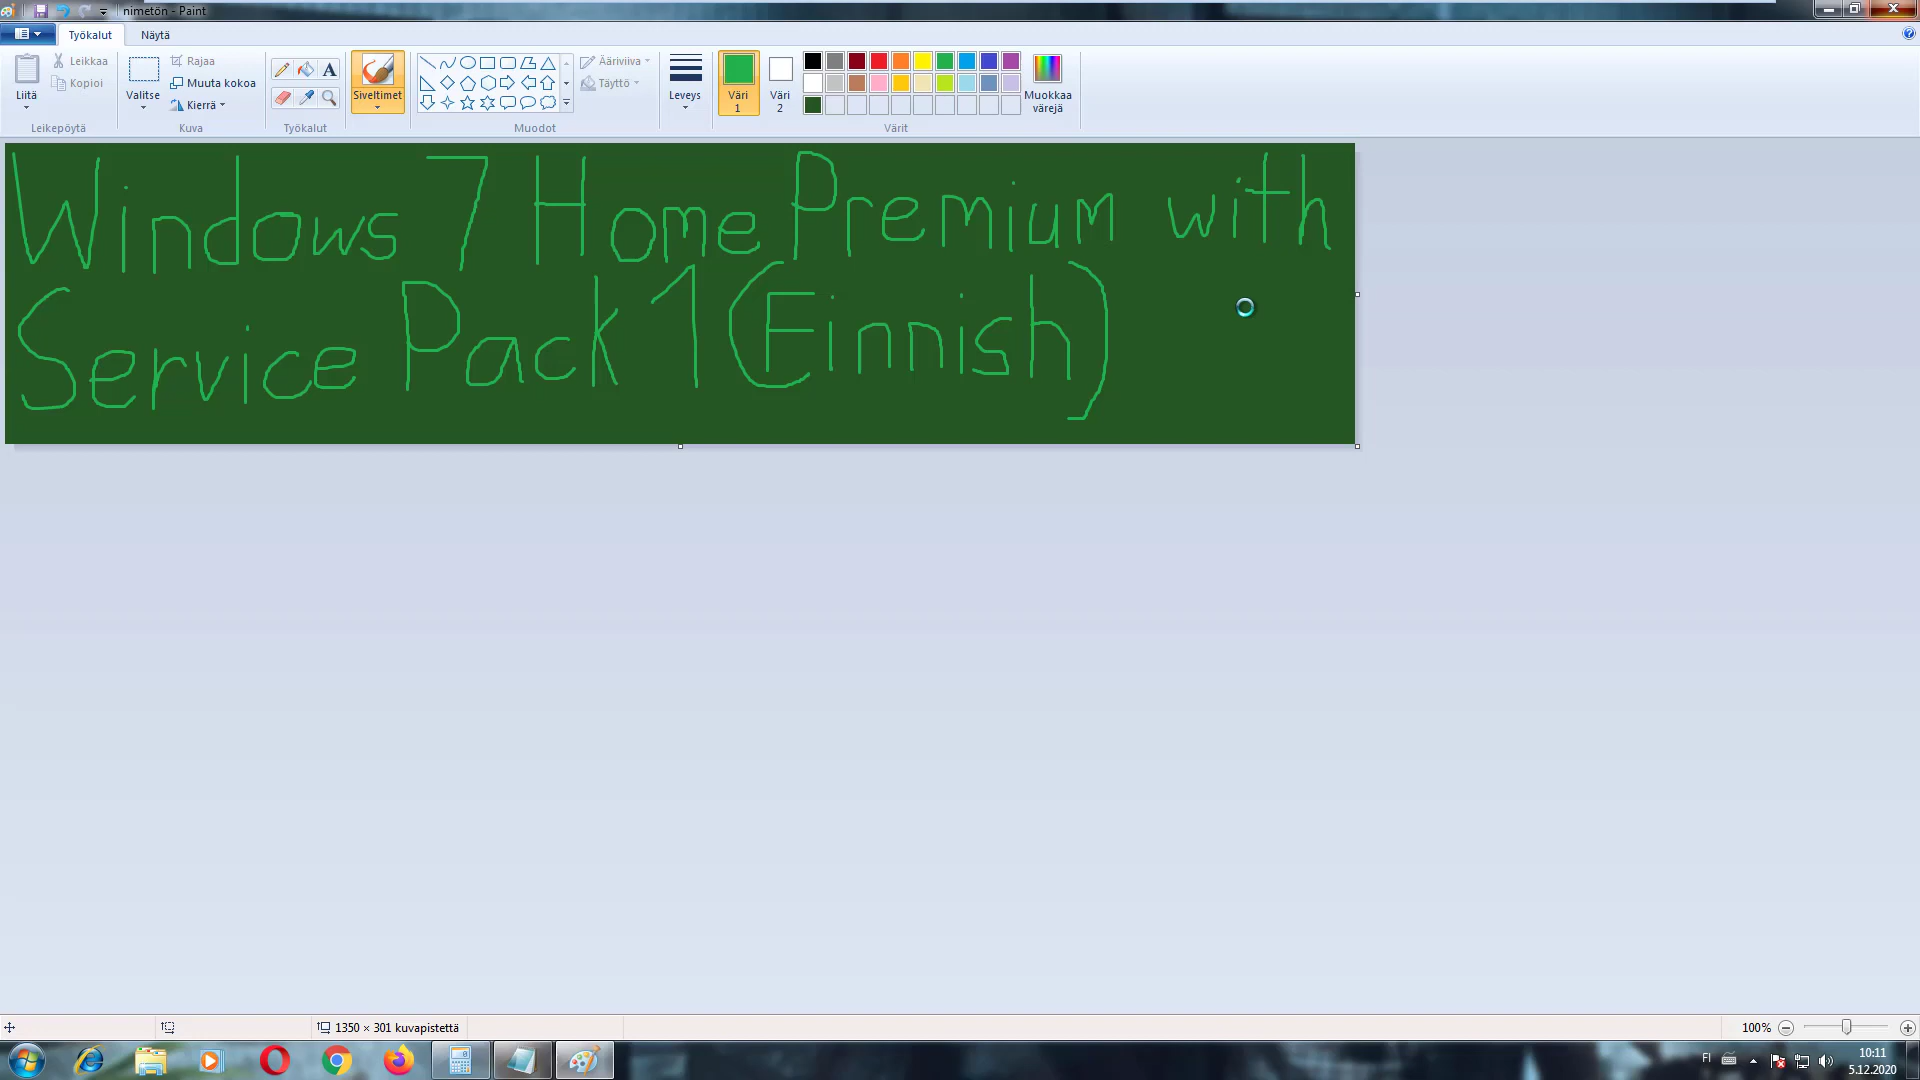 nimetön - Paint
Työkalut Näytä
Liitä
Leikkaa
Kopioi
Leikepöytä
Valitse
Rajaa
Muuta kokoa
Kierrä
Kuva
A
Työkalut
Siveltimet
Ääriviiva
Täyttö
Muodot
Leveys
Väri 1
Väri 2
Muokkaa värejä
Värit
Windows 7 Home Premium with
Service Pack 1 (Finnish)
1350 × 301 kuvapistettä
100%
FI
10:11
5.12.2020